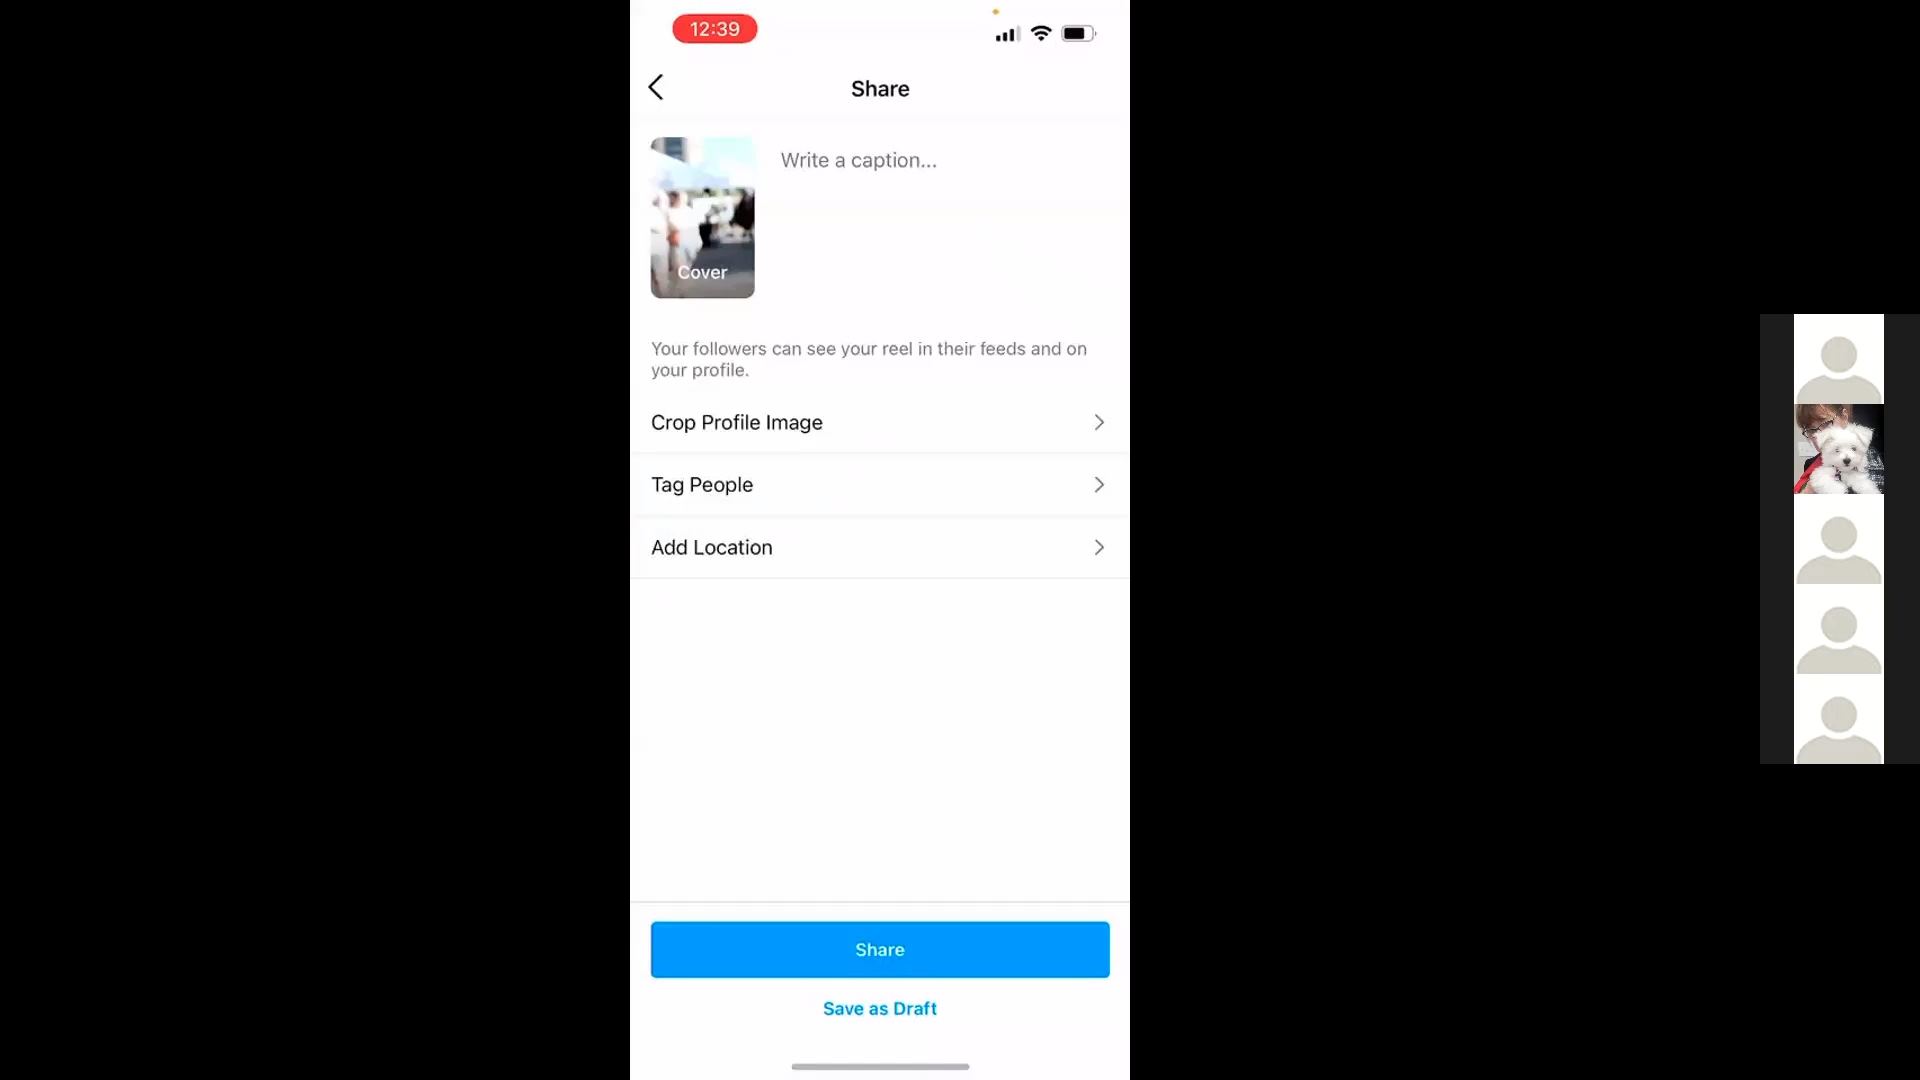 12:39
Share
Write a caption...
Cover
Your followers can see your reel in their feeds and on
your profile.
Crop Profile Image
Tag People
Add Location
Share
Save as Draft